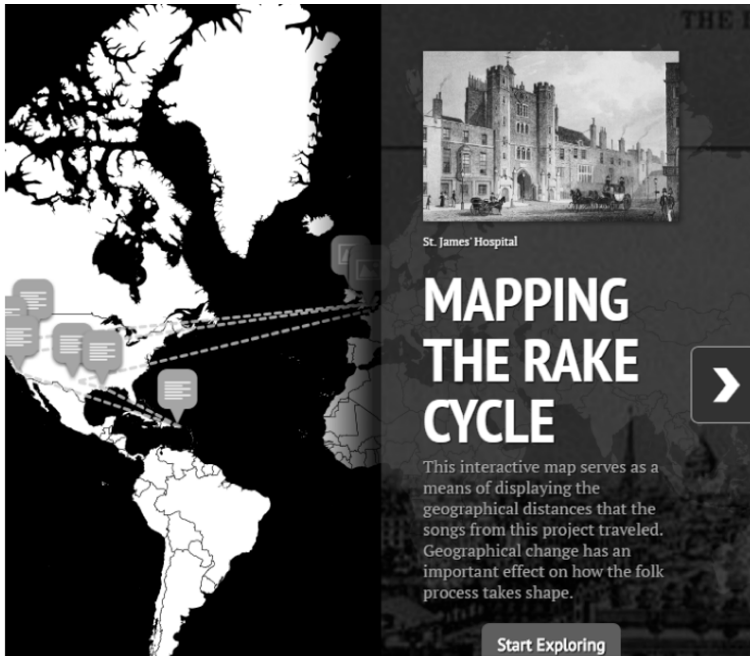 THE
St. James' Hospital
MAPPING
THE RAKE
CYCLE
This interactive map serves as a
means of displaying the
geographical distances that the
songs from this project traveled.
Geographical change has an
important effect on how the folk
process takes shape.
Start Exploring